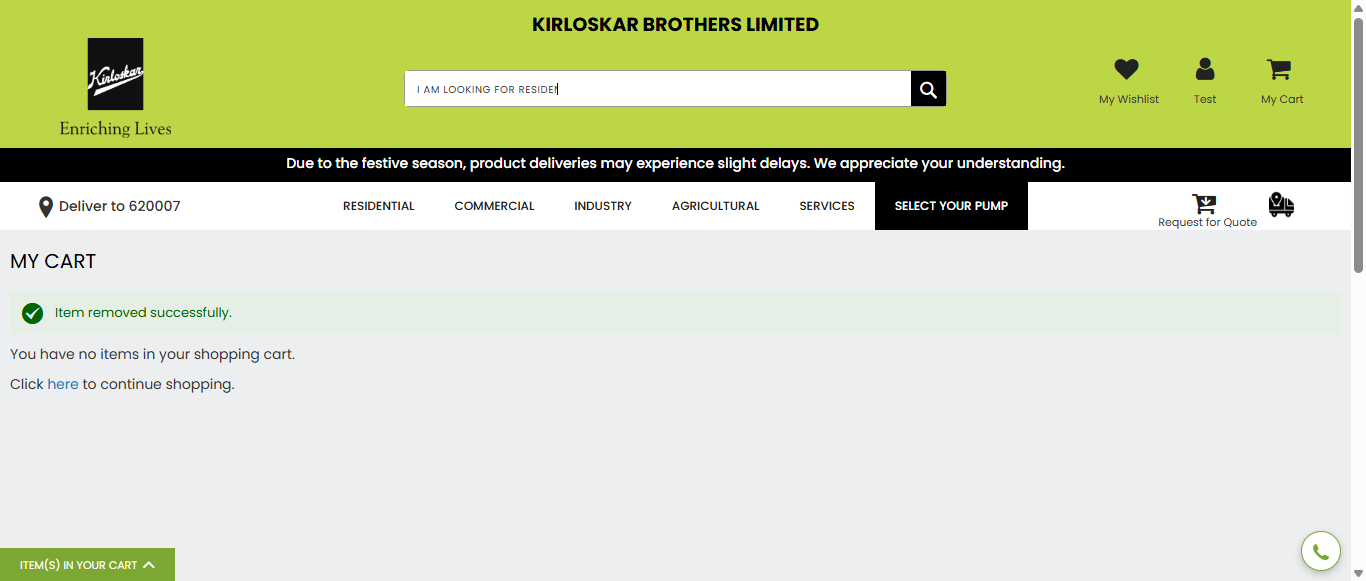 KIRLOSKAR BROTHERS LIMITED
Kirloskar
Enriching Lives
I AM LOOKING FOR RESIDEN
My Wishlist
Test
My Cart
Due to the festive season, product deliveries may experience slight delays. We appreciate your understanding.
Deliver to 620007
RESIDENTIAL
COMMERCIAL
INDUSTRY
AGRICULTURAL
SERVICES
SELECT YOUR PUMP
Request for Quote
MY CART
Item removed successfully.
You have no items in your shopping cart.
Click here to continue shopping.
ITEM(S) IN YOUR CART